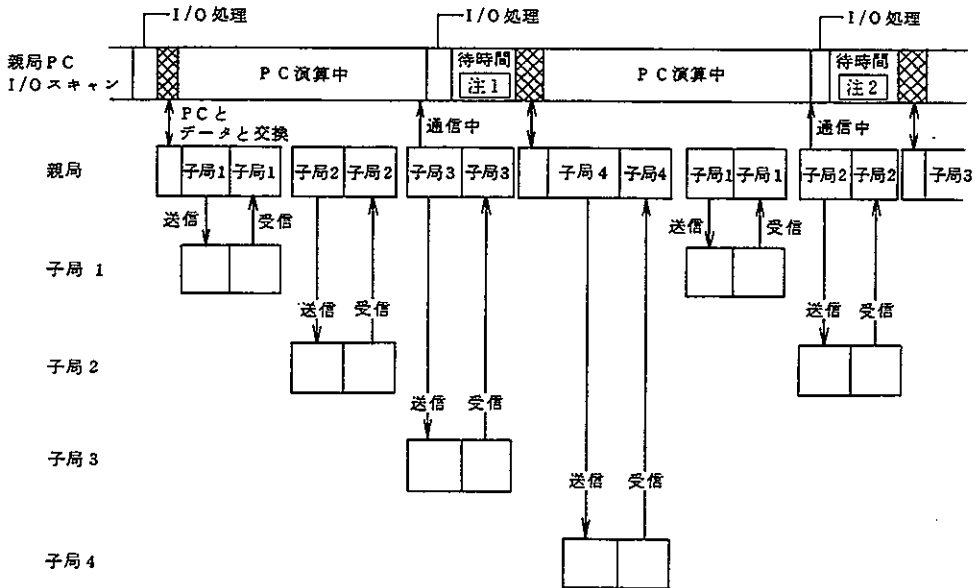 I/O処理 I/O処理 I/O処理
親局PC
I/Oスキャン
PC演算中 待時間 PC演算中 待時間
注1 注2
PCと
データと交換
通信中 通信中
親局 子局1 子局1 子局2 子局2 子局3 子局3 子局4 子局4 子局1 子局1 子局2 子局2 子局3
送信 受信 送信 受信
子局1
送信 受信 送信 受信
子局2
送信 受信
子局3
送信 受信
子局4